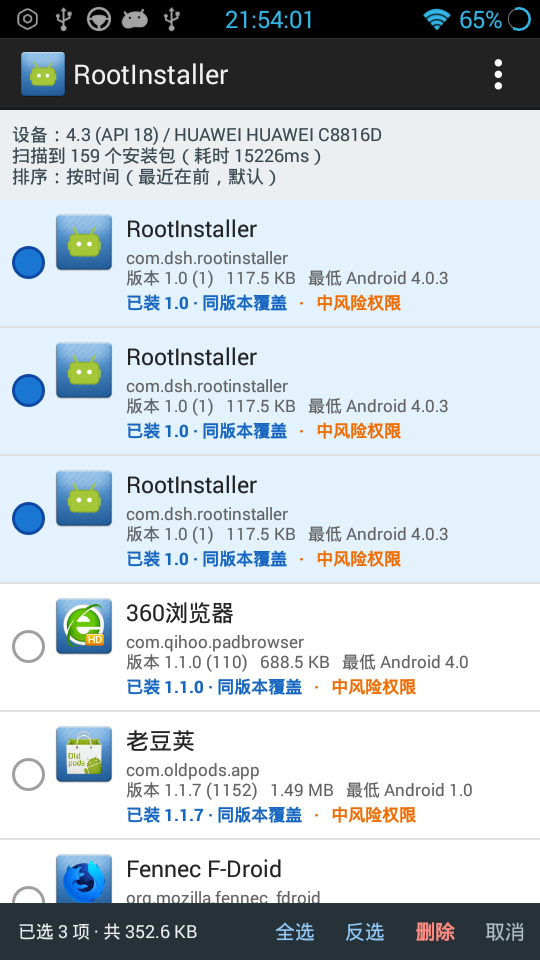 21:54:01
65%
RootInstaller
设备：4.3 (API 18) / HUAWEI HUAWEI C8816D
扫描到 159 个安装包（耗时 15226ms）
排序：按时间（最近在前，默认）
RootInstaller
com.dsh.rootinstaller
版本 1.0 (1) 117.5 KB 最低 Android 4.0.3
已装 1.0 · 同版本覆盖 · 中风险权限
RootInstaller
com.dsh.rootinstaller
版本 1.0 (1) 117.5 KB 最低 Android 4.0.3
已装 1.0 · 同版本覆盖 · 中风险权限
RootInstaller
com.dsh.rootinstaller
版本 1.0 (1) 117.5 KB 最低 Android 4.0.3
已装 1.0 · 同版本覆盖 · 中风险权限
HD
360浏览器
com.qihoo.padbrowser
版本 1.1.0 (110) 688.5 KB 最低 Android 4.0
已装 1.1.0 · 同版本覆盖 · 中风险权限
Old
pods
老豆荚
com.oldpods.app
版本 1.1.7 (1152) 1.49 MB 最低 Android 1.0
已装 1.1.7 · 同版本覆盖 · 中风险权限
Fennec F-Droid
org.mozilla.fennec_fdroid
已选 3 项 · 共 352.6 KB 全选 反选 删除 取消